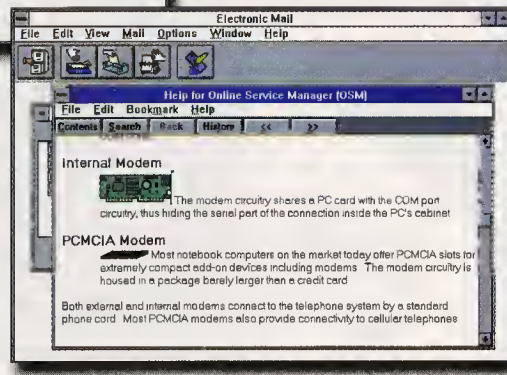 Electronic Mail
File Edit View Mail Options Window Help
Help for Online Service Manager (OSM)
File Edit Bookmark Help
Contents Search Back History << >>
Internal Modem
The modem circuitry shares a PC card with the COM port
circuitry, thus hiding the serial part of the connection inside the PC's cabinet
PCMCIA Modem
Most notebook computers on the market today offer PCMCIA slots for
extremely compact add-on devices including modems The modem circuitry is
housed in a package barely larger than a credit card
Both external and internal modems connect to the telephone system by a standard
phone cord Most PCMCIA modems also provide connectivity to cellular telephones